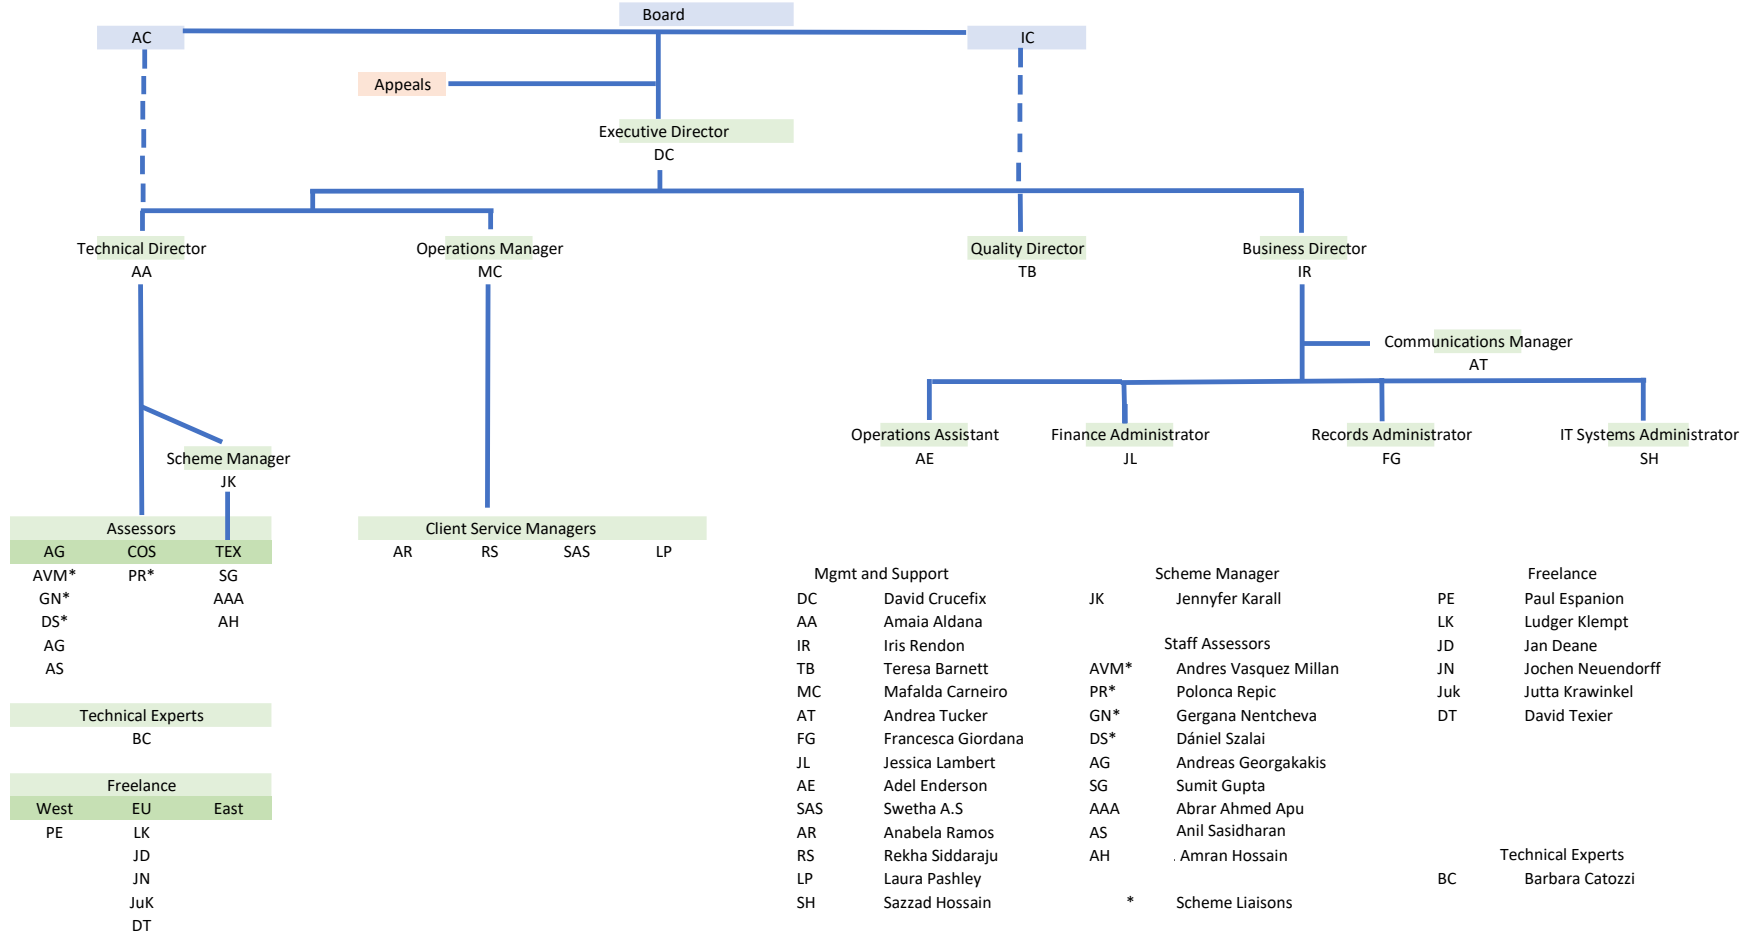 Board
AC IC
Appeals
Executive Director
DC
Technical Director Operations Manager Quality Director Business Director
AA MC TB IR
Communications Manager
AT
Operations Assistant Finance Administrator Records Administrator IT Systems Administrator
AE JL FG SH
Scheme Manager
JK
Assessors
AG COS TEX
AVM* PR* SG
GN* AAA
DS* AH
AG
AS
Client Service Managers
AR RS SAS LP
Technical Experts
BC
Freelance
West EU East
PE LK
JD
JN
JuK
DT
Mgmt and Support
DC David Crucefix
AA Amaia Aldana
IR Iris Rendon
TB Teresa Barnett
MC Mafalda Carneiro
AT Andrea Tucker
FG Francesca Giordana
JL Jessica Lambert
AE Adel Enderson
SAS Swetha A.S
AR Anabela Ramos
RS Rekha Siddaraju
LP Laura Pashley
SH Sazzad Hossain
Scheme Manager
JK Jennyfer Karall
Staff Assessors
AVM* Andres Vasquez Millan
PR* Polonca Repic
GN* Gergana Nentcheva
DS* Dániel Szalai
AG Andreas Georgakakis
SG Sumit Gupta
AAA Abrar Ahmed Apu
AS Anil Sasidharan
AH . Amran Hossain
* Scheme Liaisons
Freelance
PE Paul Espanion
LK Ludger Klempt
JD Jan Deane
JN Jochen Neuendorff
Juk Jutta Krawinkel
DT David Texier
Technical Experts
BC Barbara Catozzi